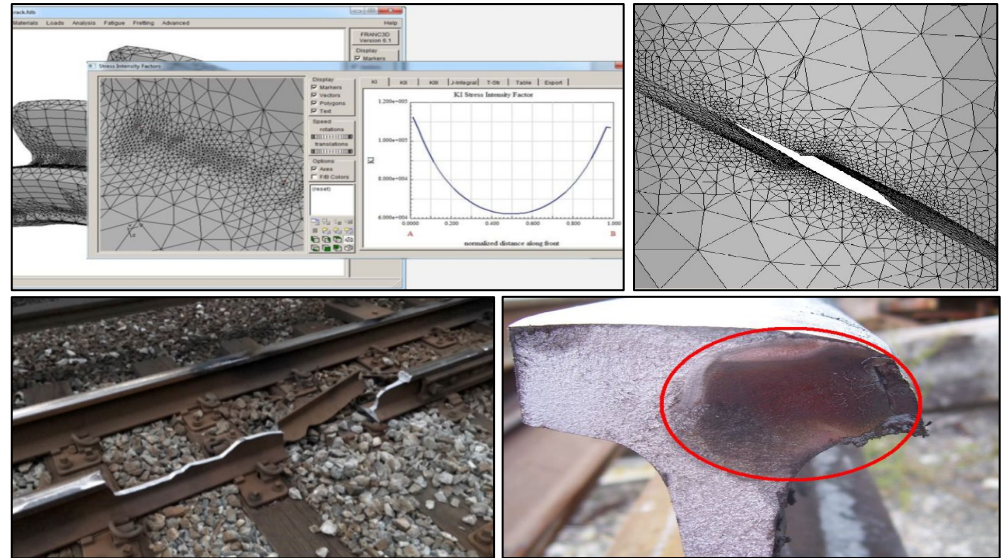 rack.fdb
Materials Loads Analysis Fatigue Fretting Advanced Help
FRANC3D
Version 6.1
Display
Markers
Stress Intensity Factors
Display
Markers
Vectors
Polygons
Text
Speed
rotations
translations
Options
Axes
Fill Colors
(reset)
KI KII KIII J-Integral T-Str Table Export
KI Stress Intensity Factor
1.200e+005
1.000e+005
8.000e+004
6.000e+004
KI
0.0000 0.200 0.400 0.600 0.800 1.000
A B
normalized distance along front